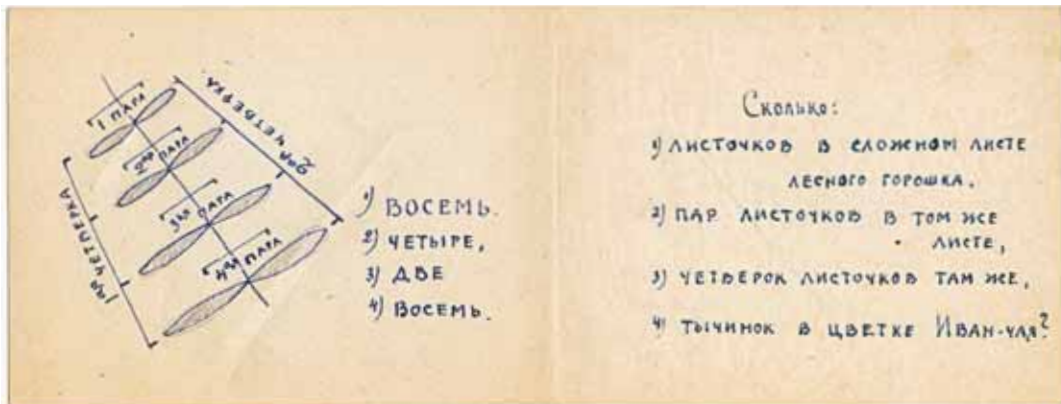 1 ПАРА
2ая ПАРА
3ья ПАРА
4ая ПАРА
1ая ЧЕТВЕРКА
2ая ЧЕТВЕРКА
1) ВОСЕМЬ.
2) ЧЕТЫРЕ,
3) ДВЕ
4) ВОСЕМЬ.
Сколько:
1) ЛИСТОЧКОВ В СЛОЖНОМ ЛИСТЕ
ЛЕСНОГО ГОРОШКА,
2) ПАР ЛИСТОЧКОВ В ТОМ ЖЕ
ЛИСТЕ,
3) ЧЕТВЕРОК ЛИСТОЧКОВ ТАМ ЖЕ,
4) ТЫЧИНОК В ЦВЕТКЕ ИВАН-ЧАЯ?